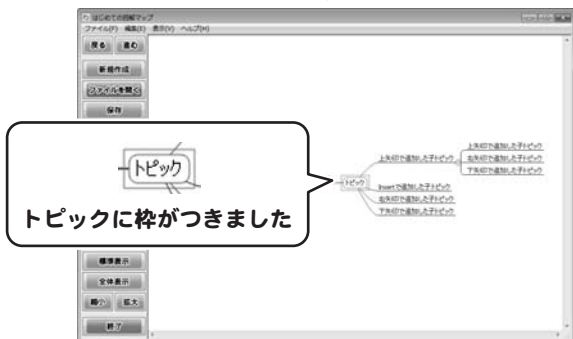 はじめての図解マップ
ファイル(F) 編集(E) 表示(V) ヘルプ(H)
戻る 進む
新規作成
ファイルを開く
保存
トピック
トピックに枠がつきました
標準表示
全体表示
縮小 拡大
終了
トピック
上矢印で追加した子トピック
Insertで追加した子トピック
右矢印で追加した子トピック
下矢印で追加した子トピック
上矢印で追加した子トピック
右矢印で追加した子トピック
下矢印で追加した子トピック